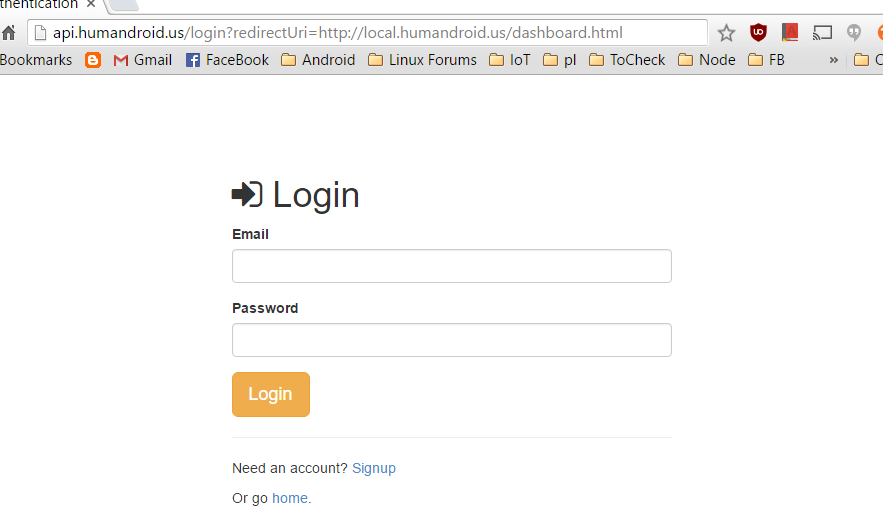 thentication
api.humandroid.us/login?redirectUri=http://local.humandroid.us/dashboard.html
Bookmarks Gmail FaceBook Android Linux Forums IoT pl ToCheck Node FB »
Login
Email
Password
Login
Need an account? Signup
Or go home.